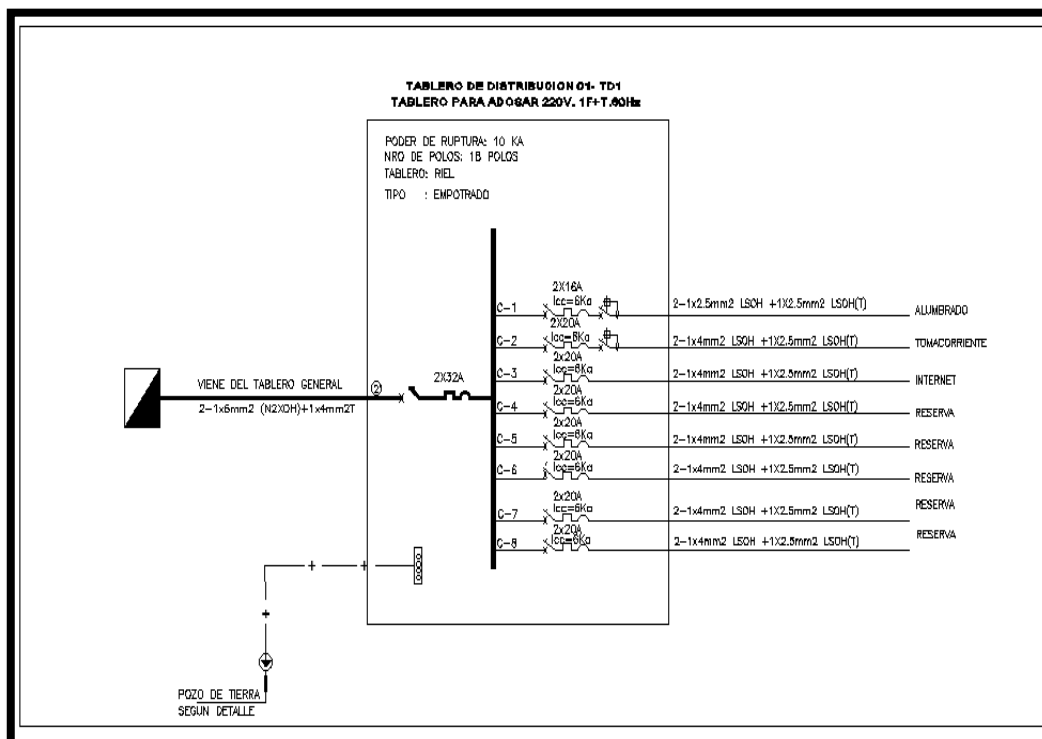 TABLERO DE DISTRIBUCION 01- TD1
TABLERO PARA ADOSAR 220V. 1F+T.60Hz
PODER DE RUPTURA: 10 KA
NRO DE POLOS: 18 POLOS
TABLERO: RIEL
TIPO : EMPOTRADO
VIENE DEL TABLERO GENERAL
2-1x6mm2 (N2XOH)+1x4mm2T
2
2X32A
C-1
2X16A
Icc=6Ka
2-1x2.5mm2 LSOH +1X2.5mm2 LSOH(T)
ALUMBRADO
C-2
2X20A
Icc=6Ka
2-1x4mm2 LSOH +1X2.5mm2 LSOH(T)
TOMACORRIENTE
C-3
2x20A
Icc=6Ka
2-1x4mm2 LSOH +1X2.5mm2 LSOH(T)
INTERNET
C-4
2x20A
Icc=6Ka
2-1x4mm2 LSOH +1X2.5mm2 LSOH(T)
RESERVA
C-5
2x20A
Icc=6Ka
2-1x4mm2 LSOH +1X2.5mm2 LSOH(T)
RESERVA
C-6
2x20A
Icc=6Ka
2-1x4mm2 LSOH +1X2.5mm2 LSOH(T)
RESERVA
C-7
2x20A
Icc=6Ka
2-1x4mm2 LSOH +1X2.5mm2 LSOH(T)
RESERVA
C-8
2x20A
Icc=6Ka
2-1x4mm2 LSOH +1X2.5mm2 LSOH(T)
RESERVA
POZO DE TIERRA
SEGUN DETALLE